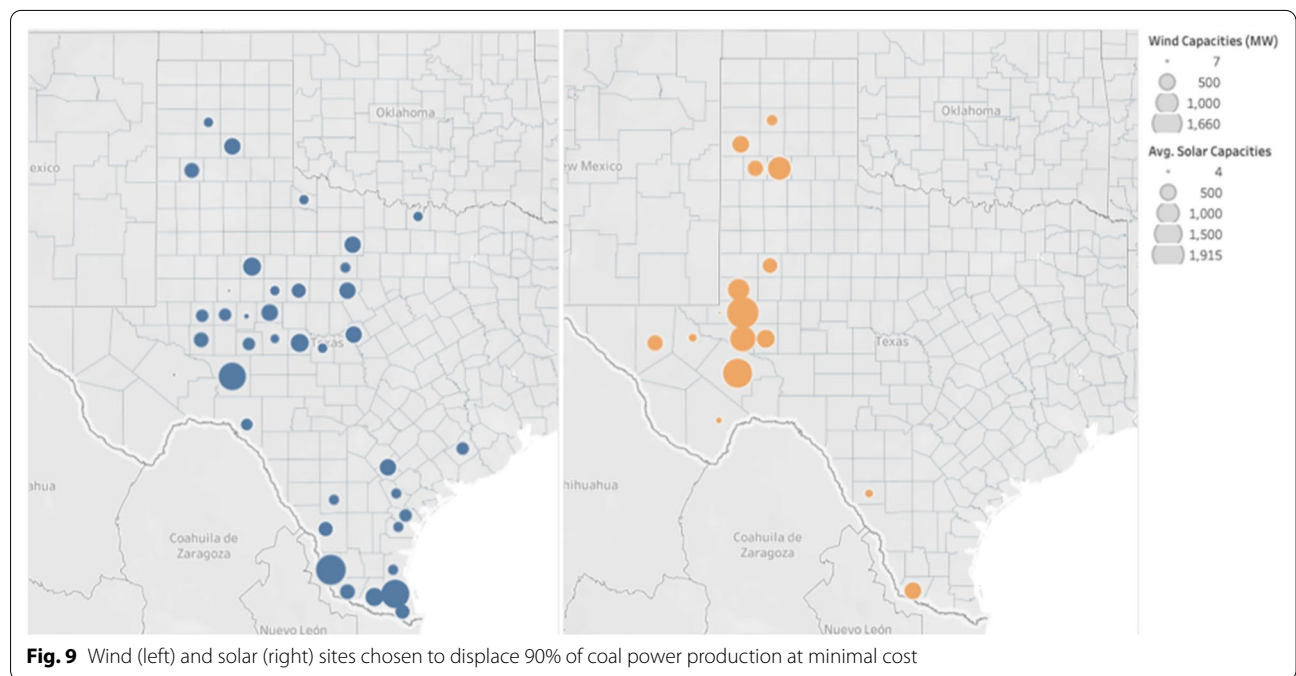 Oklahoma
exico
Texas
ahua
Coahuila de
Zaragoza
Nuevo León
Oklahoma
ew Mexico
Texas
hihuahua
Coahuila de
Zaragoza
Nuevo León
Wind Capacities (MW)
7
500
1,000
1,660
Avg. Solar Capacities
4
500
1,000
1,500
1,915
Fig. 9 Wind (left) and solar (right) sites chosen to displace 90% of coal power production at minimal cost